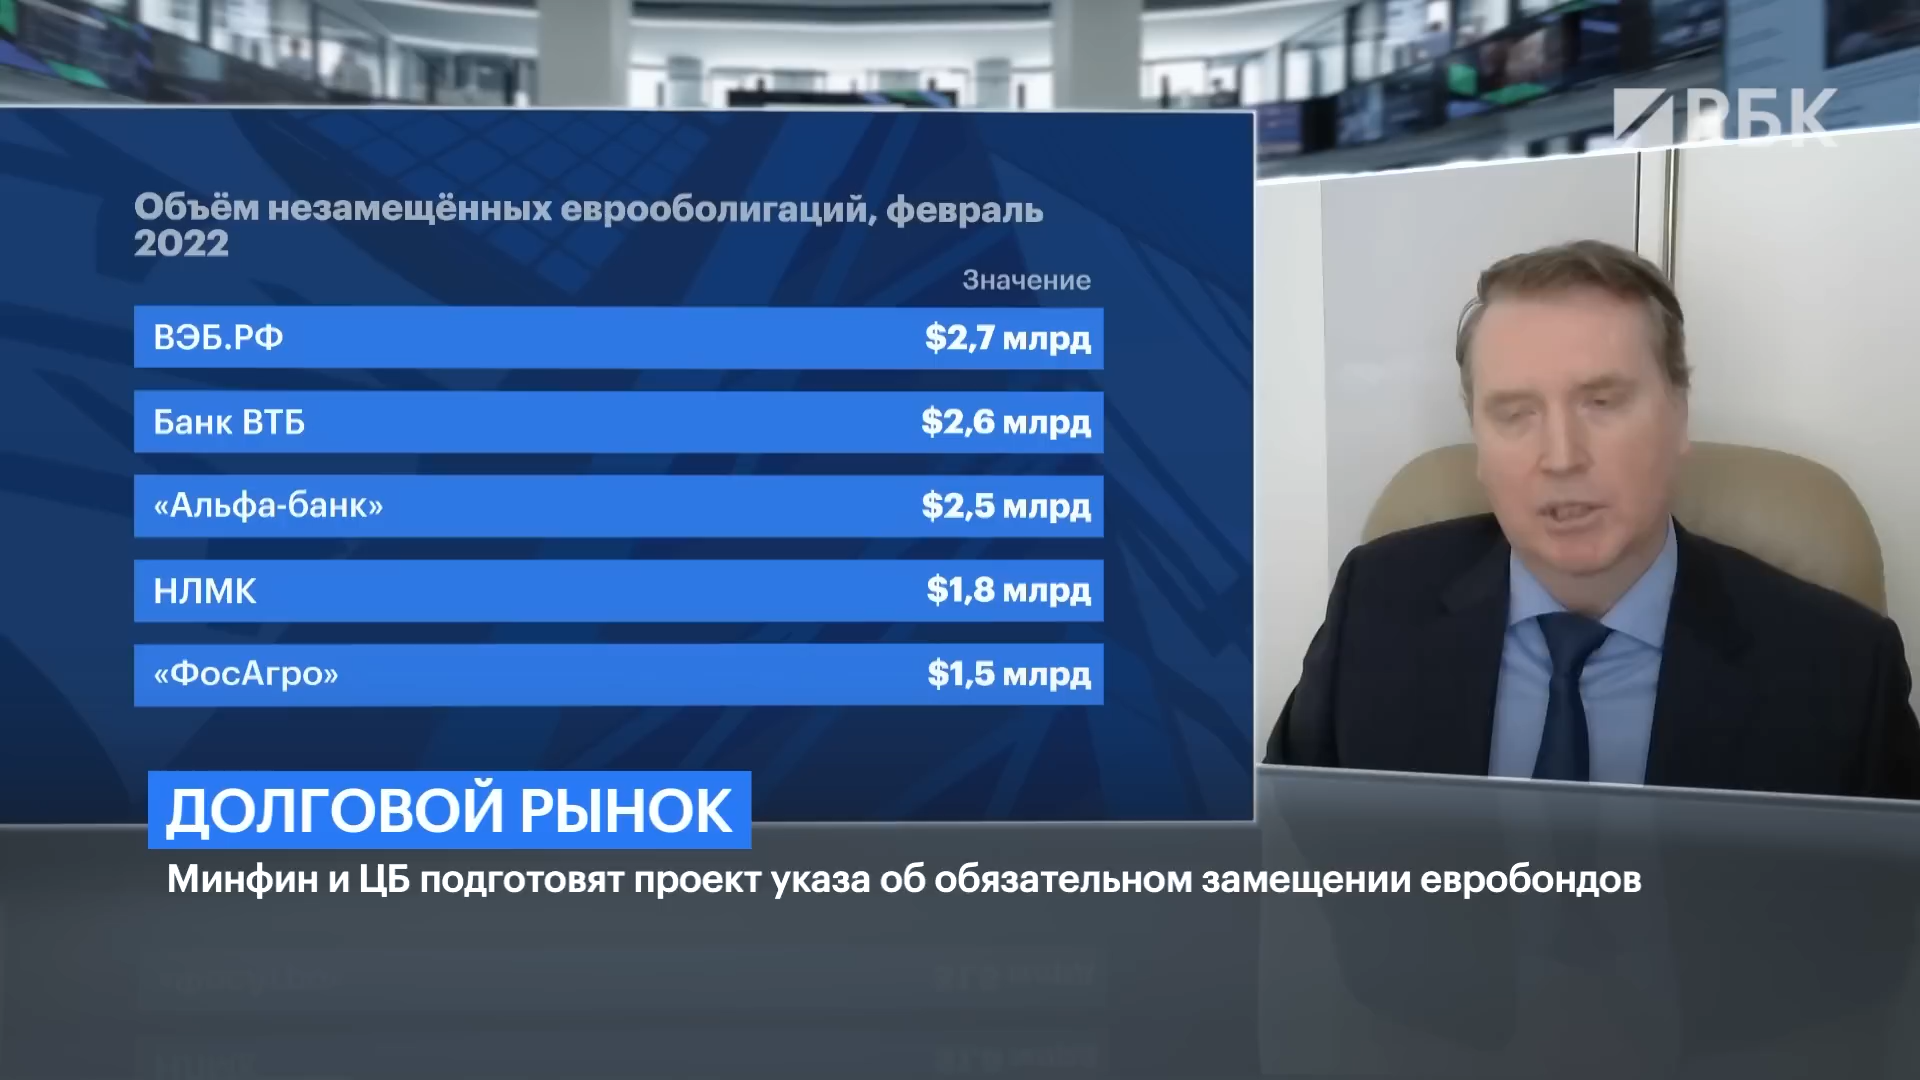 РБК
Объём незамещённых еврооболигаций, февраль
2022
Значение
ВЭБ.РФ $2,7 млрд
Банк ВТБ $2,6 млрд
«Альфа-банк» $2,5 млрд
НЛМК $1,8 млрд
«ФосАгро» $1,5 млрд
ДОЛГОВОЙ РЫНОК
Минфин и ЦБ подготовят проект указа об обязательном замещении евробондов